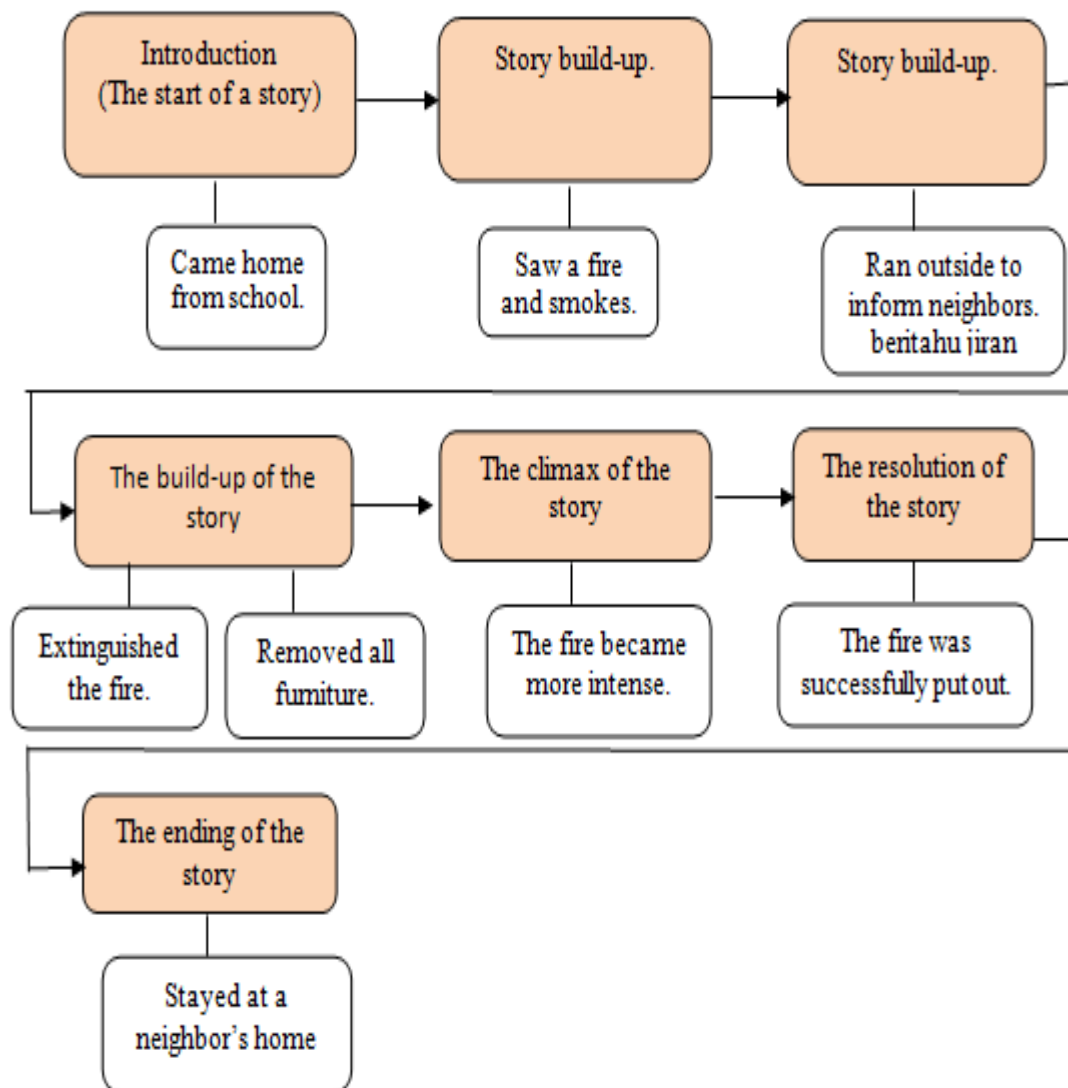 Introduction
(The start of a story)
Story build-up.
Story build-up.
Came home
from school.
Saw a fire
and smokes.
Ran outside to
inform neighbors.
beritahu jiran
The build-up of the
story
The climax of the
story
The resolution of
the story
Extinguished
the fire.
Removed all
furniture.
The fire became
more intense.
The fire was
successfully put out.
The ending of the
story
Stayed at a
neighbor's home